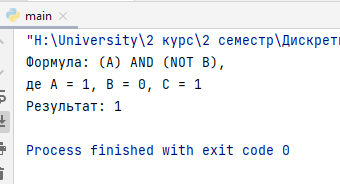 main
"H:\University\2 курс\2 семестр\Дискретн
Формула: (A) AND (NOT B),
де A = 1, B = 0, C = 1
Результат: 1
Process finished with exit code 0